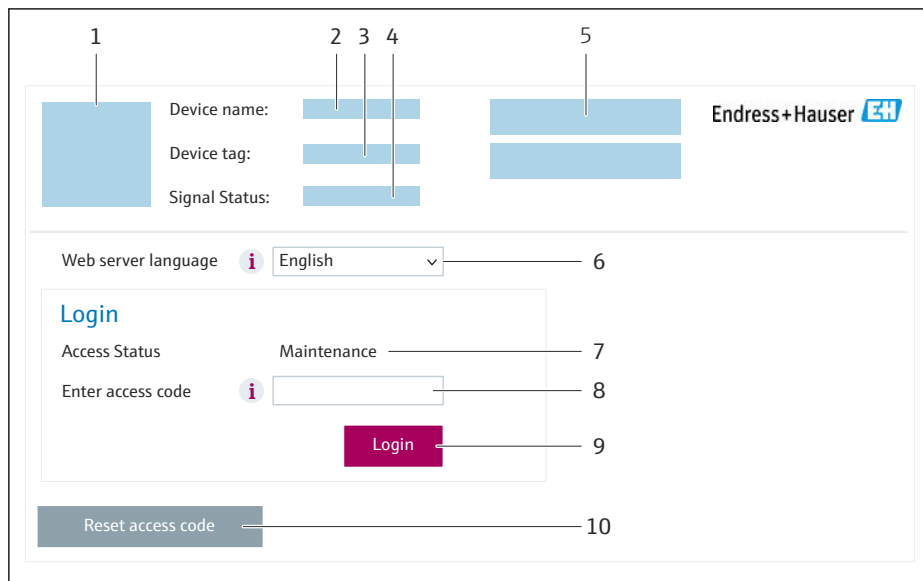 1 2 3 4 5
Device name:
Endress+Hauser EH
Device tag:
Signal Status:
Web server language i English 6
Login
Access Status Maintenance 7
Enter access code i 8
Login 9
Reset access code 10